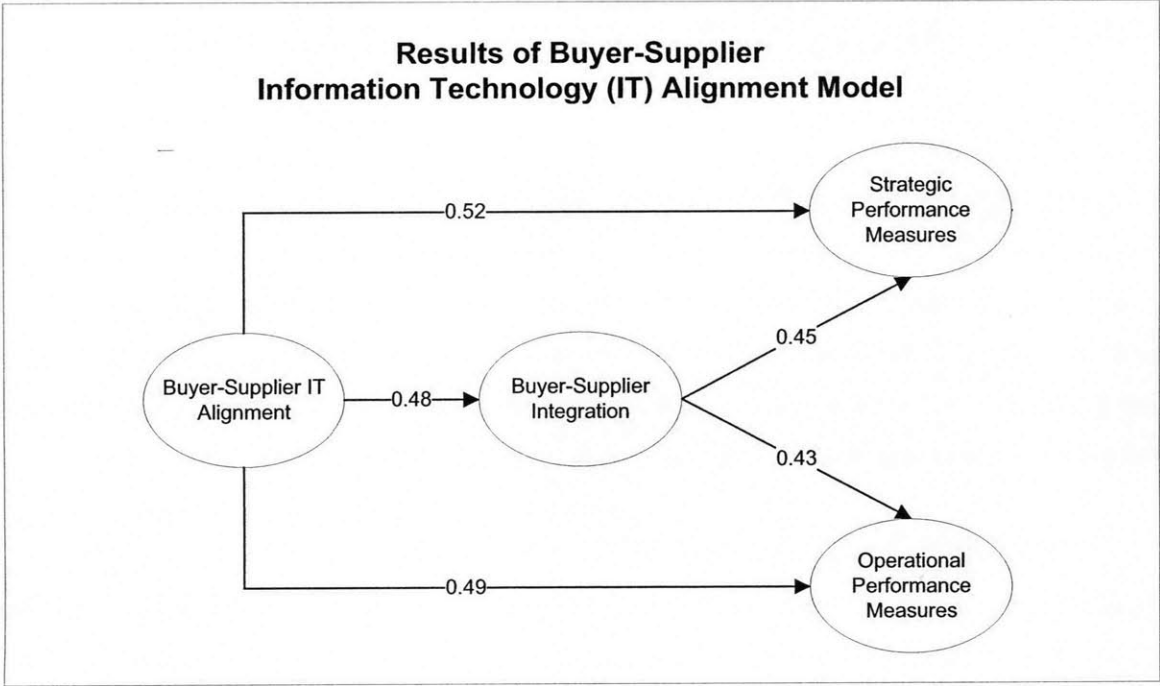 Results of Buyer-Supplier
Information Technology (IT) Alignment Model
Strategic
Performance
Measures
0.52
0.45
Buyer-Supplier IT
Alignment
0.48
Buyer-Supplier
Integration
0.43
Operational
Performance
Measures
0.49